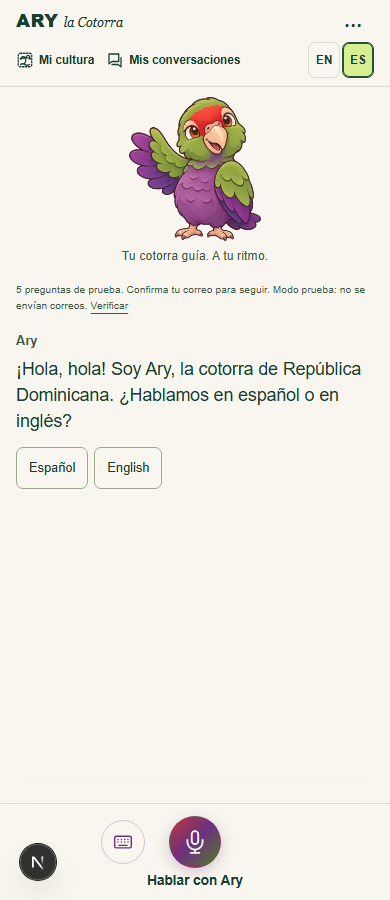 ARY la Cotorra
...
Mi cultura
Mis conversaciones
EN
ES
Tu cotorra guía. A tu ritmo.
5 preguntas de prueba. Confirma tu correo para seguir. Modo prueba: no se
envían correos. Verificar
Ary
¡Hola, hola! Soy Ary, la cotorra de República
Dominicana. ¿Hablamos en español o en
inglés?
Español
English
N
Hablar con Ary